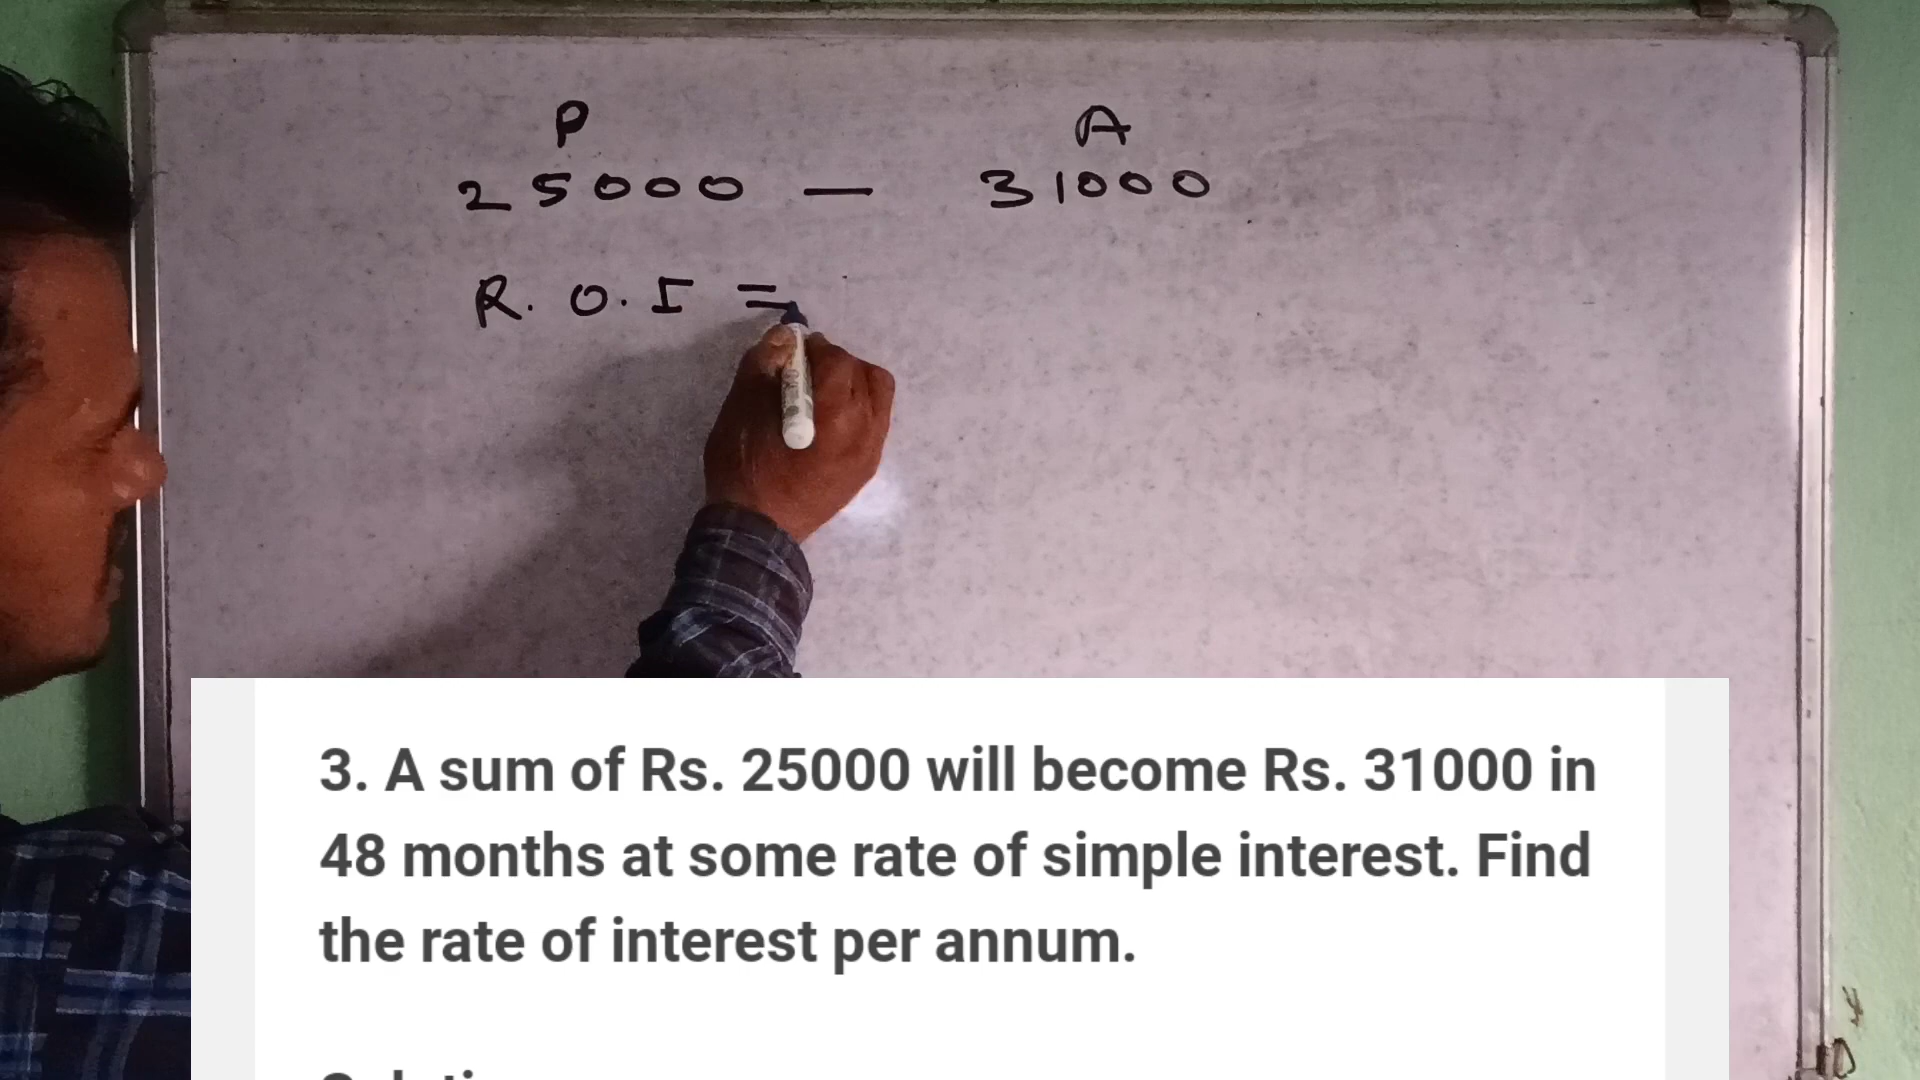 P A
25000 — 31000
R. O. I =
3. A sum of Rs. 25000 will become Rs. 31000 in
48 months at some rate of simple interest. Find
the rate of interest per annum.